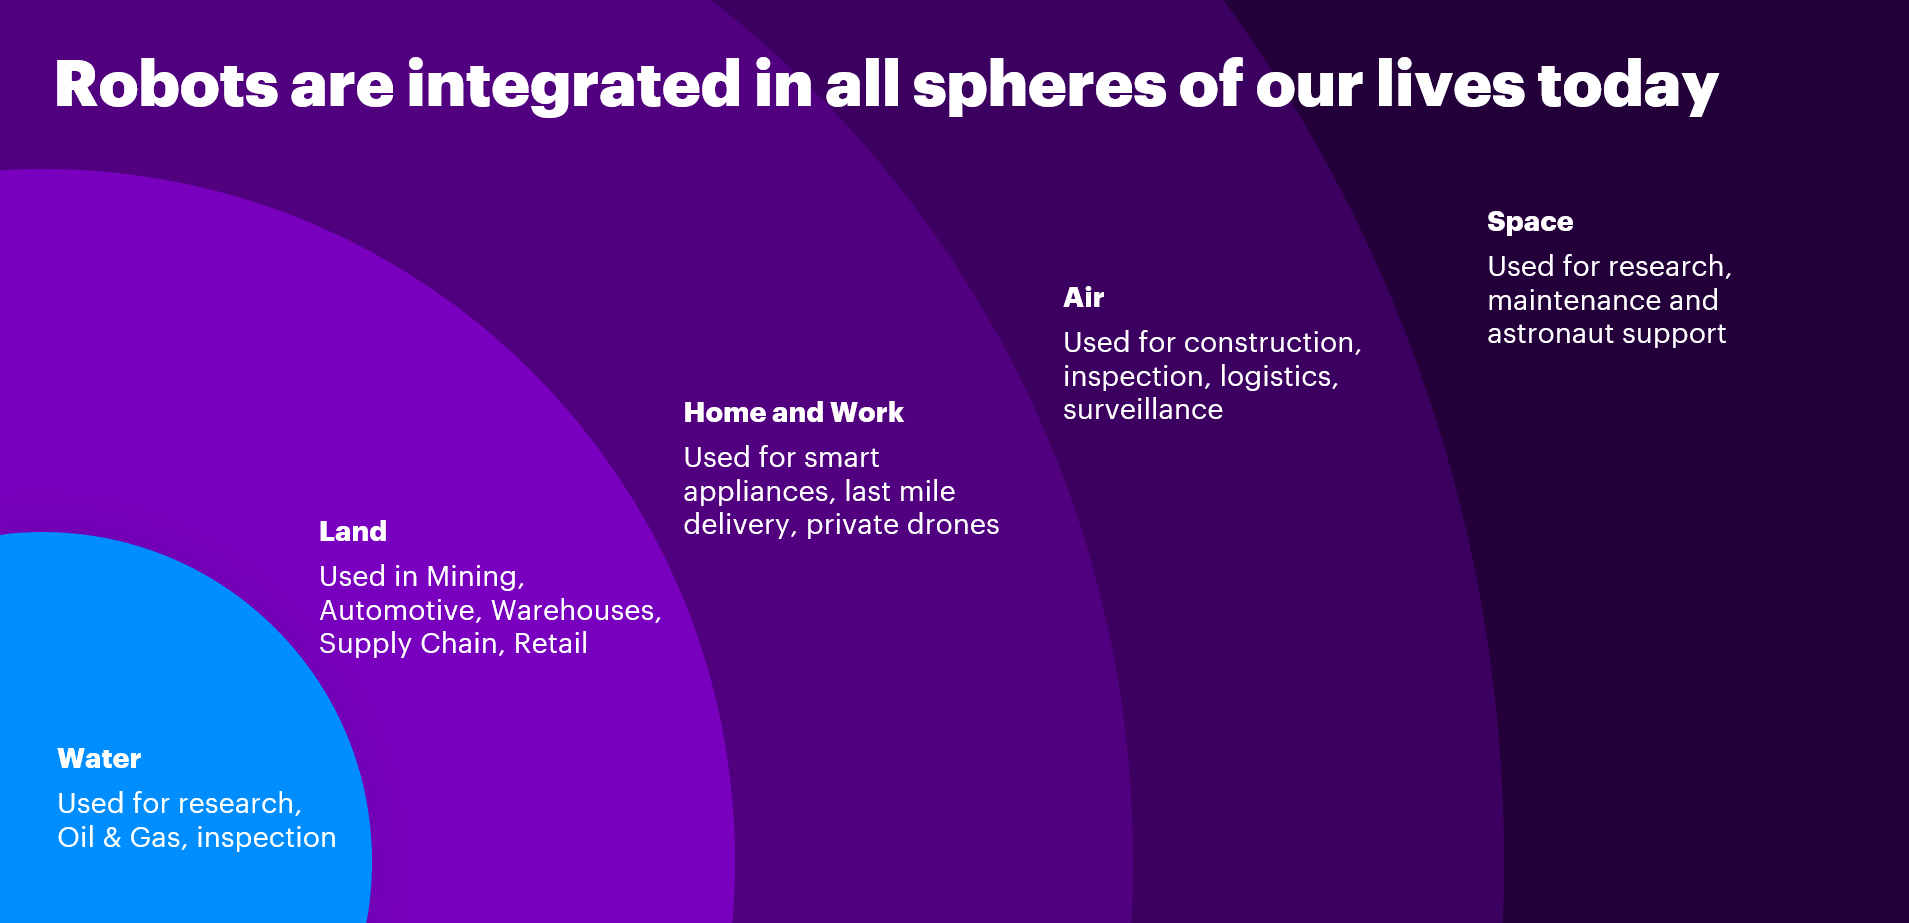 Robots are integrated in all spheres of our lives today
Space
Used for research,
maintenance and
astronaut support
Air
Used for construction,
inspection, logistics,
surveillance
Home and Work
Used for smart
appliances, last mile
delivery, private drones
Land
Used in Mining,
Automotive, Warehouses,
Supply Chain, Retail
Water
Used for research,
Oil & Gas, inspection